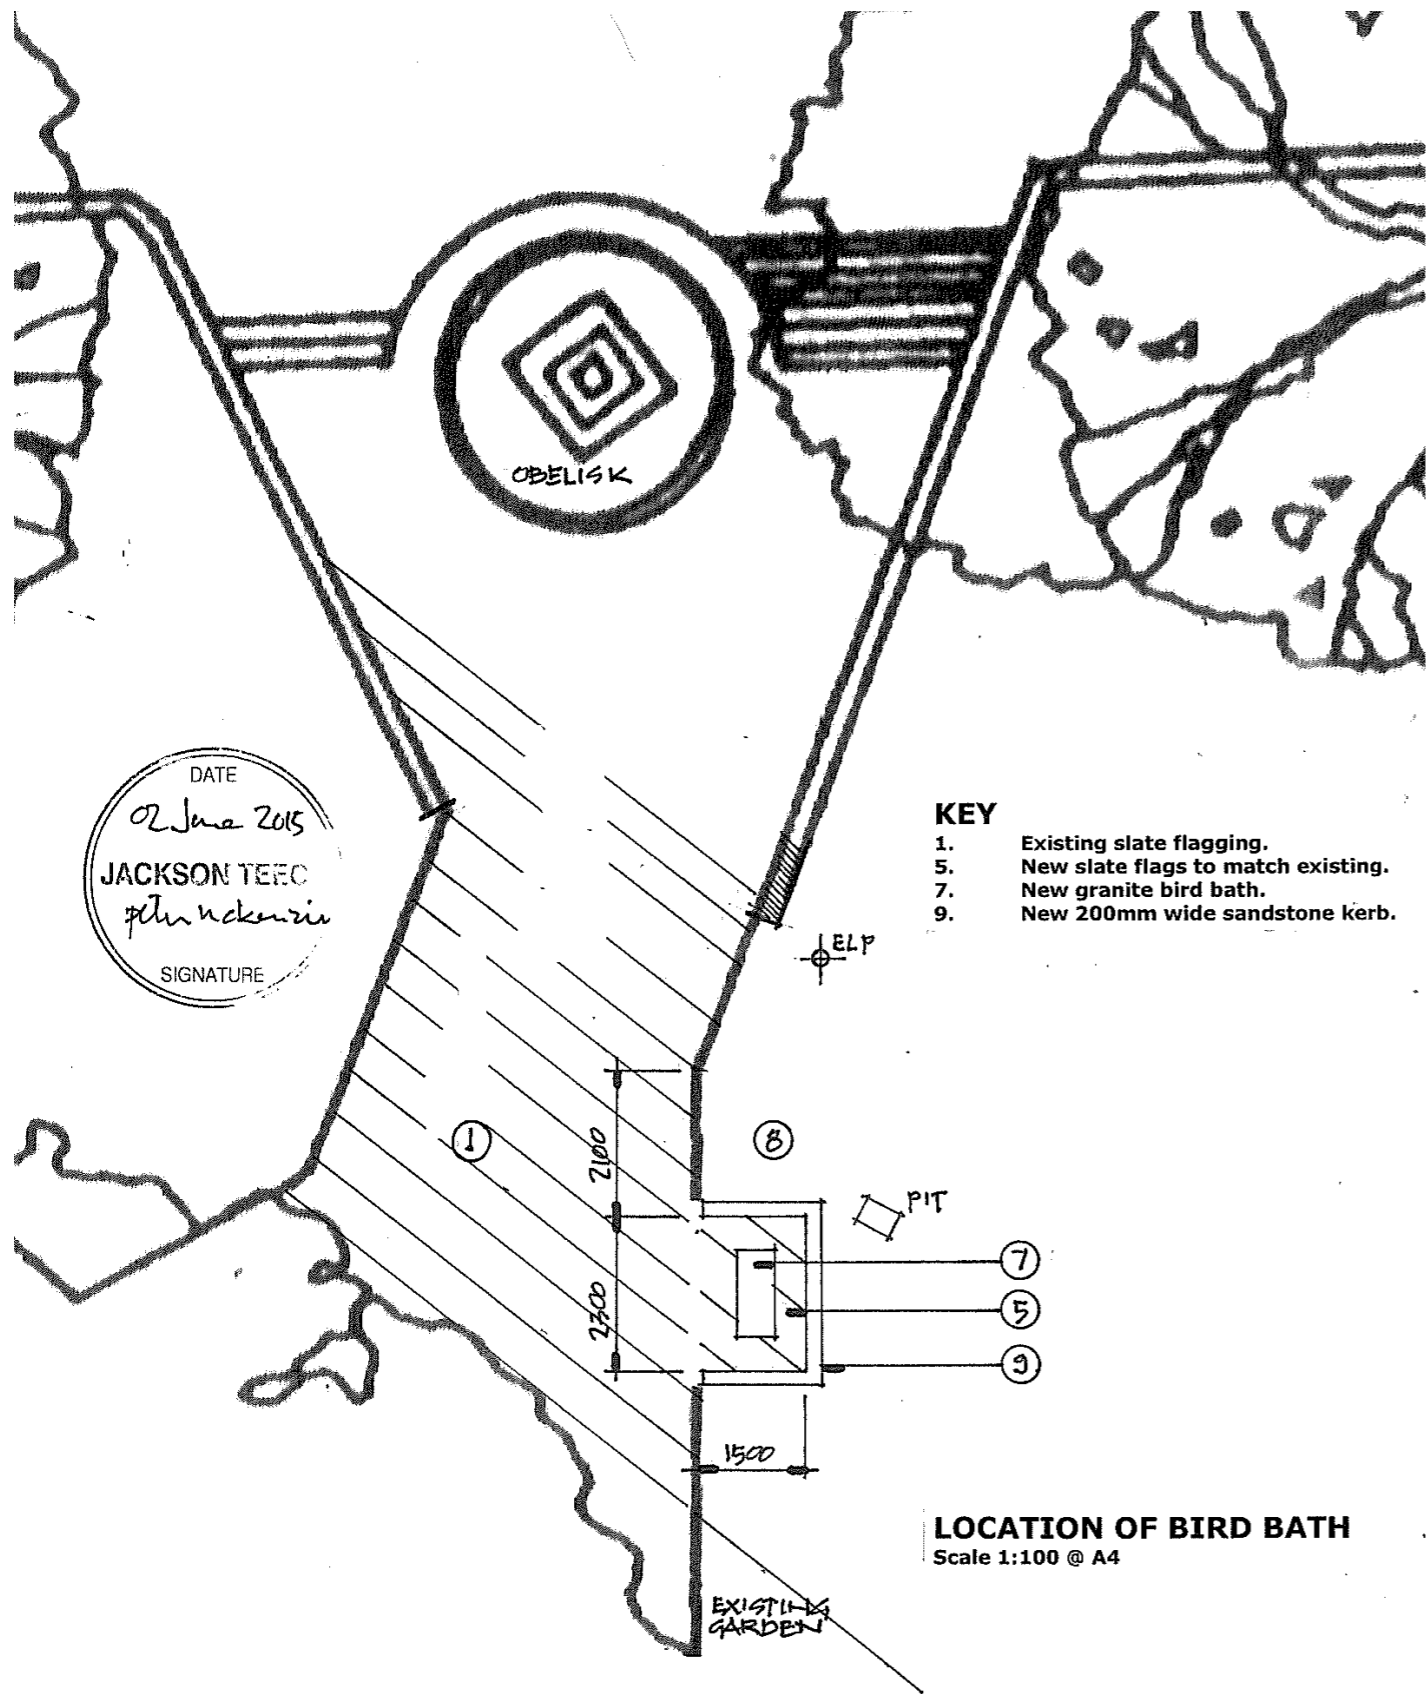 OBELISK
DATE
02 June 2015
JACKSON TEEC
Peter Mckenzie
SIGNATURE
KEY
1. Existing slate flagging.
5. New slate flags to match existing.
7. New granite bird bath.
9. New 200mm wide sandstone kerb.
ELP
2100
1
8
PIT
7
2300
5
9
1500
LOCATION OF BIRD BATH
Scale 1:100 @ A4
EXISTING
GARDEN